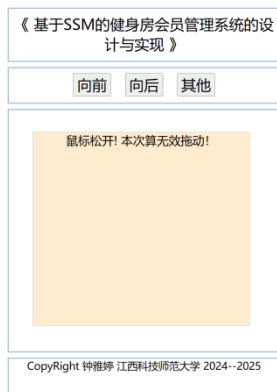 《 基于SSM的健身房会员管理系统的设
计与实现 》
向前 向后 其他
鼠标松开! 本次算无效拖动!
CopyRight 钟雅婷 江西科技师范大学 2024--2025